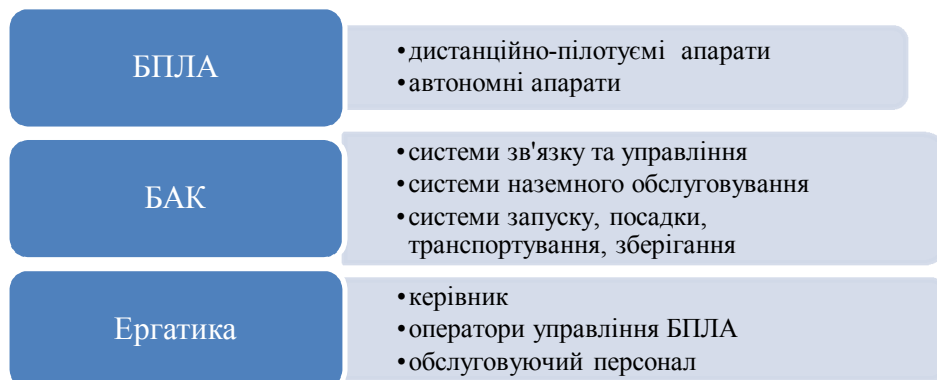 БПЛА
•дистанційно-пілотуємі апарати
•автономні апарати
БАК
•системи зв'язку та управління
•системи наземного обслуговування
•системи запуску, посадки,
транспортування, зберігання
Ергатика
•керівник
•оператори управління БПЛА
•обслуговуючий персонал